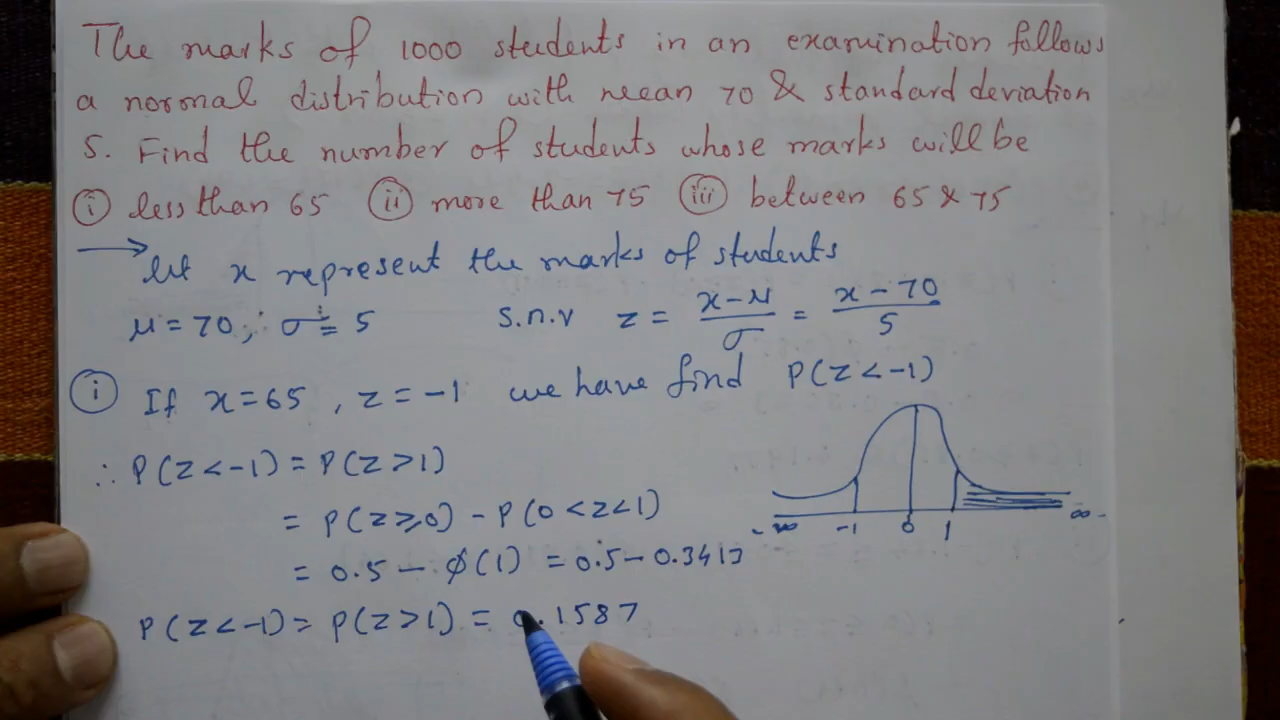 The marks of 1000 students in an examination follows
a normal distribution with mean 70 & standard deviation
5. Find the number of students whose marks will be
(i) less than 65 (ii) more than 75 (iii) between 65 & 75
→ let x represent the marks of students
μ = 70; σ = 5 s.n.v z = (x - μ)/σ = (x - 70)/5
(i) If x = 65, z = -1 we have find P(z < -1)
∴ P(z < -1) = P(z > 1)
= P(z ≥ 0) - P(0 < z < 1)
= 0.5 - φ(1) = 0.5 - 0.3413
P(z < -1) = P(z > 1) = 0.1587
-∞ -1 0 1 ∞